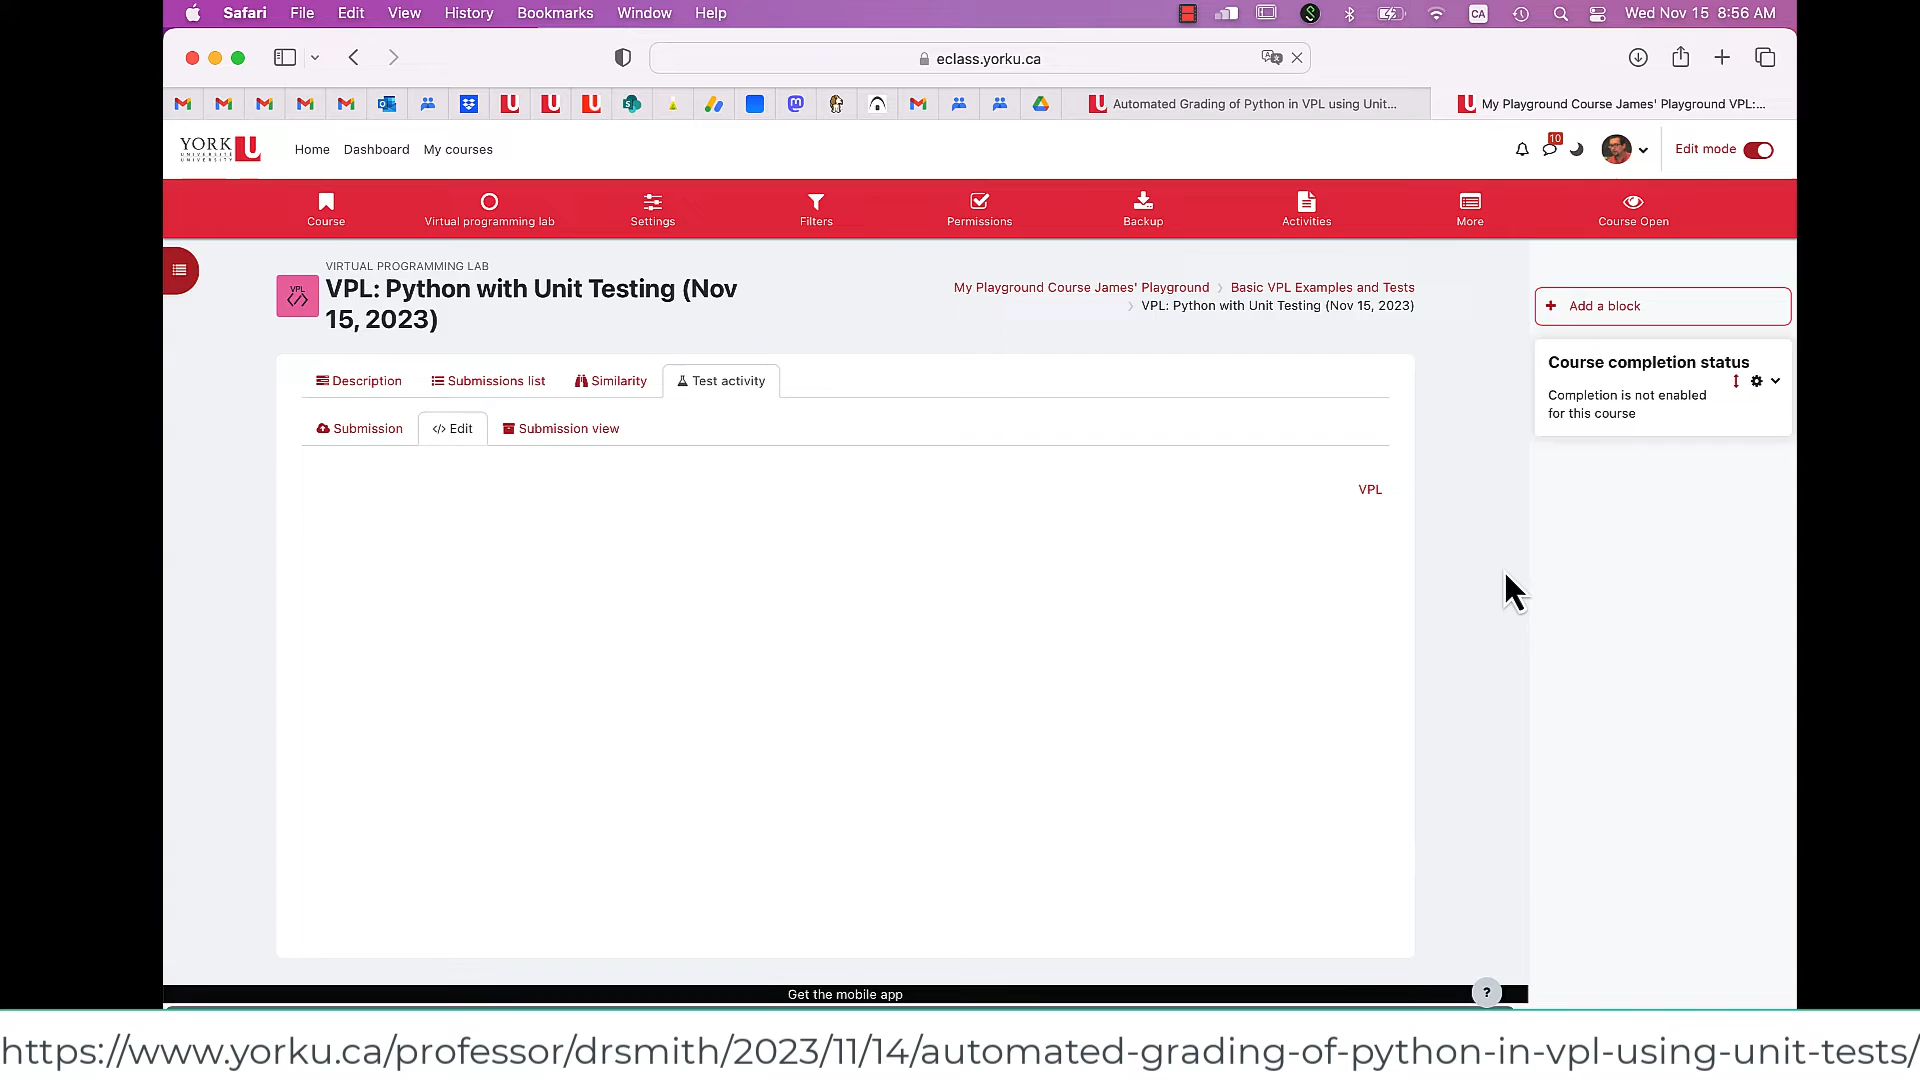 Safari File Edit View History Bookmarks Window Help
CA
Wed Nov 15 8:56 AM
eclass.yorku.ca
Automated Grading of Python in VPL using Unit...
My Playground Course James' Playground VPL:...
YORK U
UNIVERSITÉ
UNIVERSITY
Home Dashboard My courses
10
Edit mode
Course
Virtual programming lab
Settings
Filters
Permissions
Backup
Activities
More
Course Open
VIRTUAL PROGRAMMING LAB
VPL
VPL: Python with Unit Testing (Nov
15, 2023)
My Playground Course James' Playground > Basic VPL Examples and Tests
> VPL: Python with Unit Testing (Nov 15, 2023)
+ Add a block
Course completion status
Completion is not enabled
for this course
Description Submissions list Similarity Test activity
Submission </> Edit Submission view
VPL
Get the mobile app
?
https://www.yorku.ca/professor/drsmith/2023/11/14/automated-grading-of-python-in-vpl-using-unit-tests/